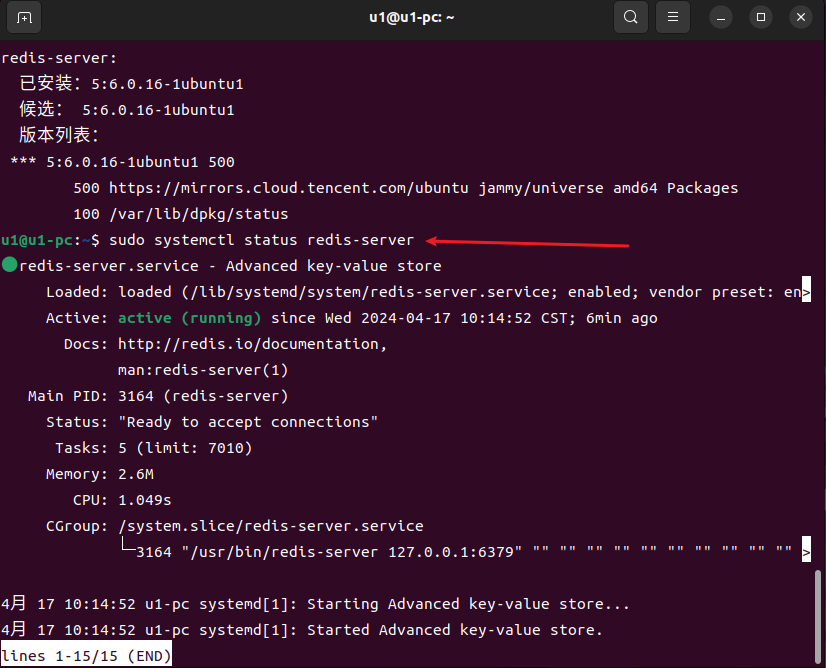 u1@u1-pc: ~
redis-server:
  已安装：5:6.0.16-1ubuntu1
  候选： 5:6.0.16-1ubuntu1
  版本列表：
 *** 5:6.0.16-1ubuntu1 500
        500 https://mirrors.cloud.tencent.com/ubuntu jammy/universe amd64 Packages
        100 /var/lib/dpkg/status
u1@u1-pc:~$ sudo systemctl status redis-server
redis-server.service - Advanced key-value store
     Loaded: loaded (/lib/systemd/system/redis-server.service; enabled; vendor preset: en>
     Active: active (running) since Wed 2024-04-17 10:14:52 CST; 6min ago
       Docs: http://redis.io/documentation,
             man:redis-server(1)
   Main PID: 3164 (redis-server)
     Status: "Ready to accept connections"
      Tasks: 5 (limit: 7010)
     Memory: 2.6M
        CPU: 1.049s
     CGroup: /system.slice/redis-server.service
             └─3164 "/usr/bin/redis-server 127.0.0.1:6379" "" "" "" "" "" "" "" "" "" "" >
4月 17 10:14:52 u1-pc systemd[1]: Starting Advanced key-value store...
4月 17 10:14:52 u1-pc systemd[1]: Started Advanced key-value store.
lines 1-15/15 (END)